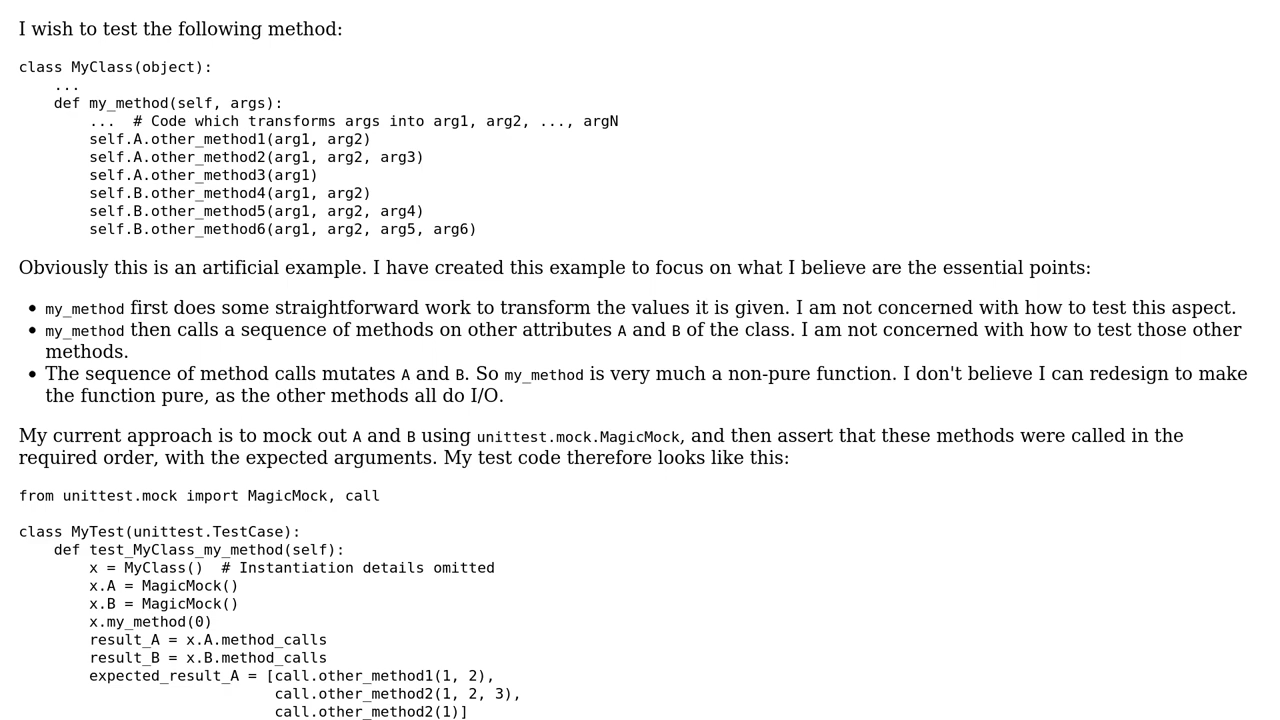 I wish to test the following method:
class MyClass(object):
    ...
    def my_method(self, args):
        ...  # Code which transforms args into arg1, arg2, ..., argN
        self.A.other_method1(arg1, arg2)
        self.A.other_method2(arg1, arg2, arg3)
        self.A.other_method3(arg1)
        self.B.other_method4(arg1, arg2)
        self.B.other_method5(arg1, arg2, arg4)
        self.B.other_method6(arg1, arg2, arg5, arg6)
Obviously this is an artificial example. I have created this example to focus on what I believe are the essential points:
• my_method first does some straightforward work to transform the values it is given. I am not concerned with how to test this aspect.
• my_method then calls a sequence of methods on other attributes A and B of the class. I am not concerned with how to test those other
methods.
• The sequence of method calls mutates A and B. So my_method is very much a non-pure function. I don't believe I can redesign to make
the function pure, as the other methods all do I/O.
My current approach is to mock out A and B using unittest.mock.MagicMock, and then assert that these methods were called in the
required order, with the expected arguments. My test code therefore looks like this:
from unittest.mock import MagicMock, call
class MyTest(unittest.TestCase):
    def test_MyClass_my_method(self):
        x = MyClass()  # Instantiation details omitted
        x.A = MagicMock()
        x.B = MagicMock()
        x.my_method(0)
        result_A = x.A.method_calls
        result_B = x.B.method_calls
        expected_result_A = [call.other_method1(1, 2),
                             call.other_method2(1, 2, 3),
                             call.other_method2(1)]